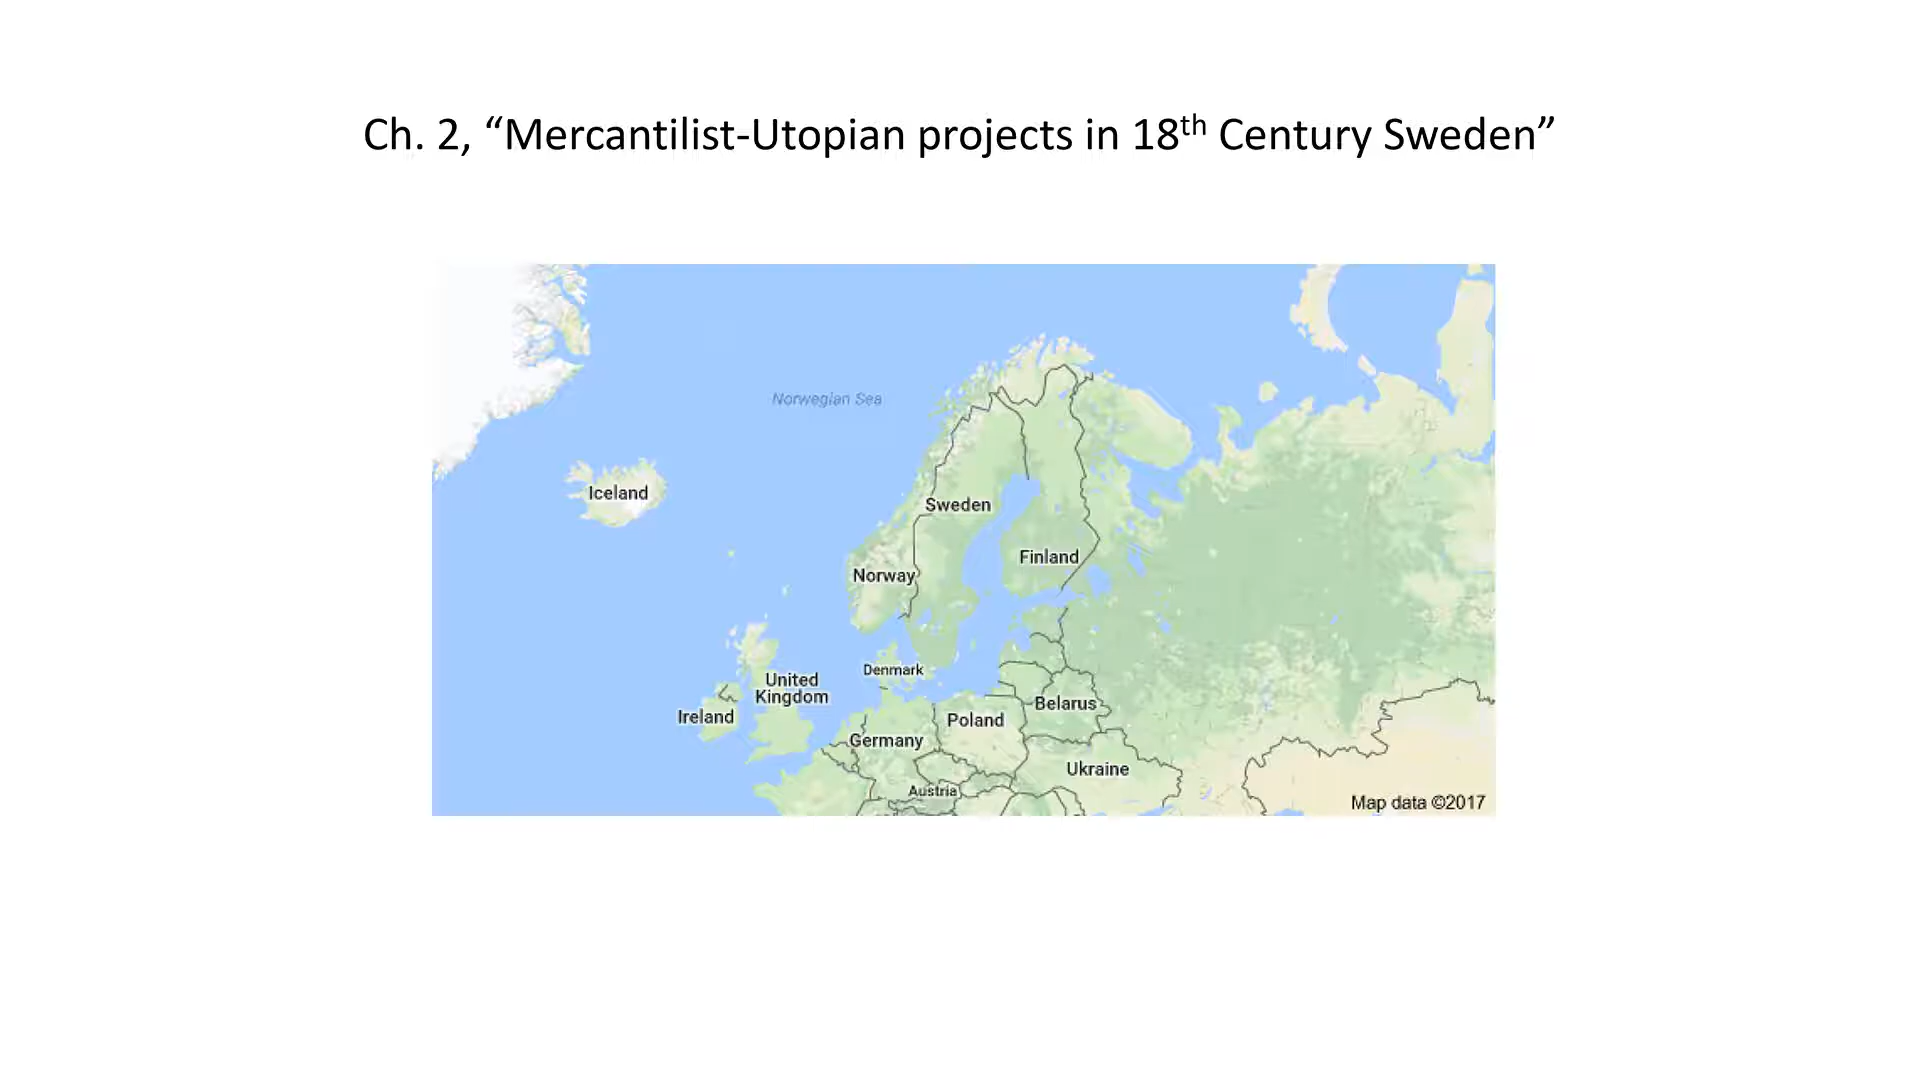 Ch. 2, “Mercantilist-Utopian projects in 18th Century Sweden”
Norwegian Sea
Iceland
Sweden
Finland
Norway
Denmark
United
Kingdom
Ireland
Belarus
Poland
Germany
Ukraine
Austria
Map data ©2017